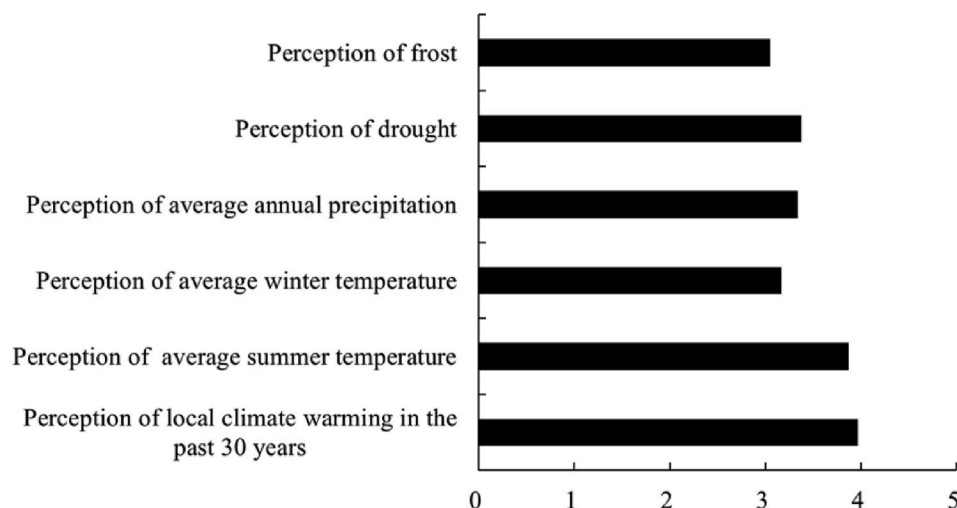 Perception of frost
Perception of drought
Perception of average annual precipitation
Perception of average winter temperature
Perception of average summer temperature
Perception of local climate warming in the
past 30 years
0 1 2 3 4 5